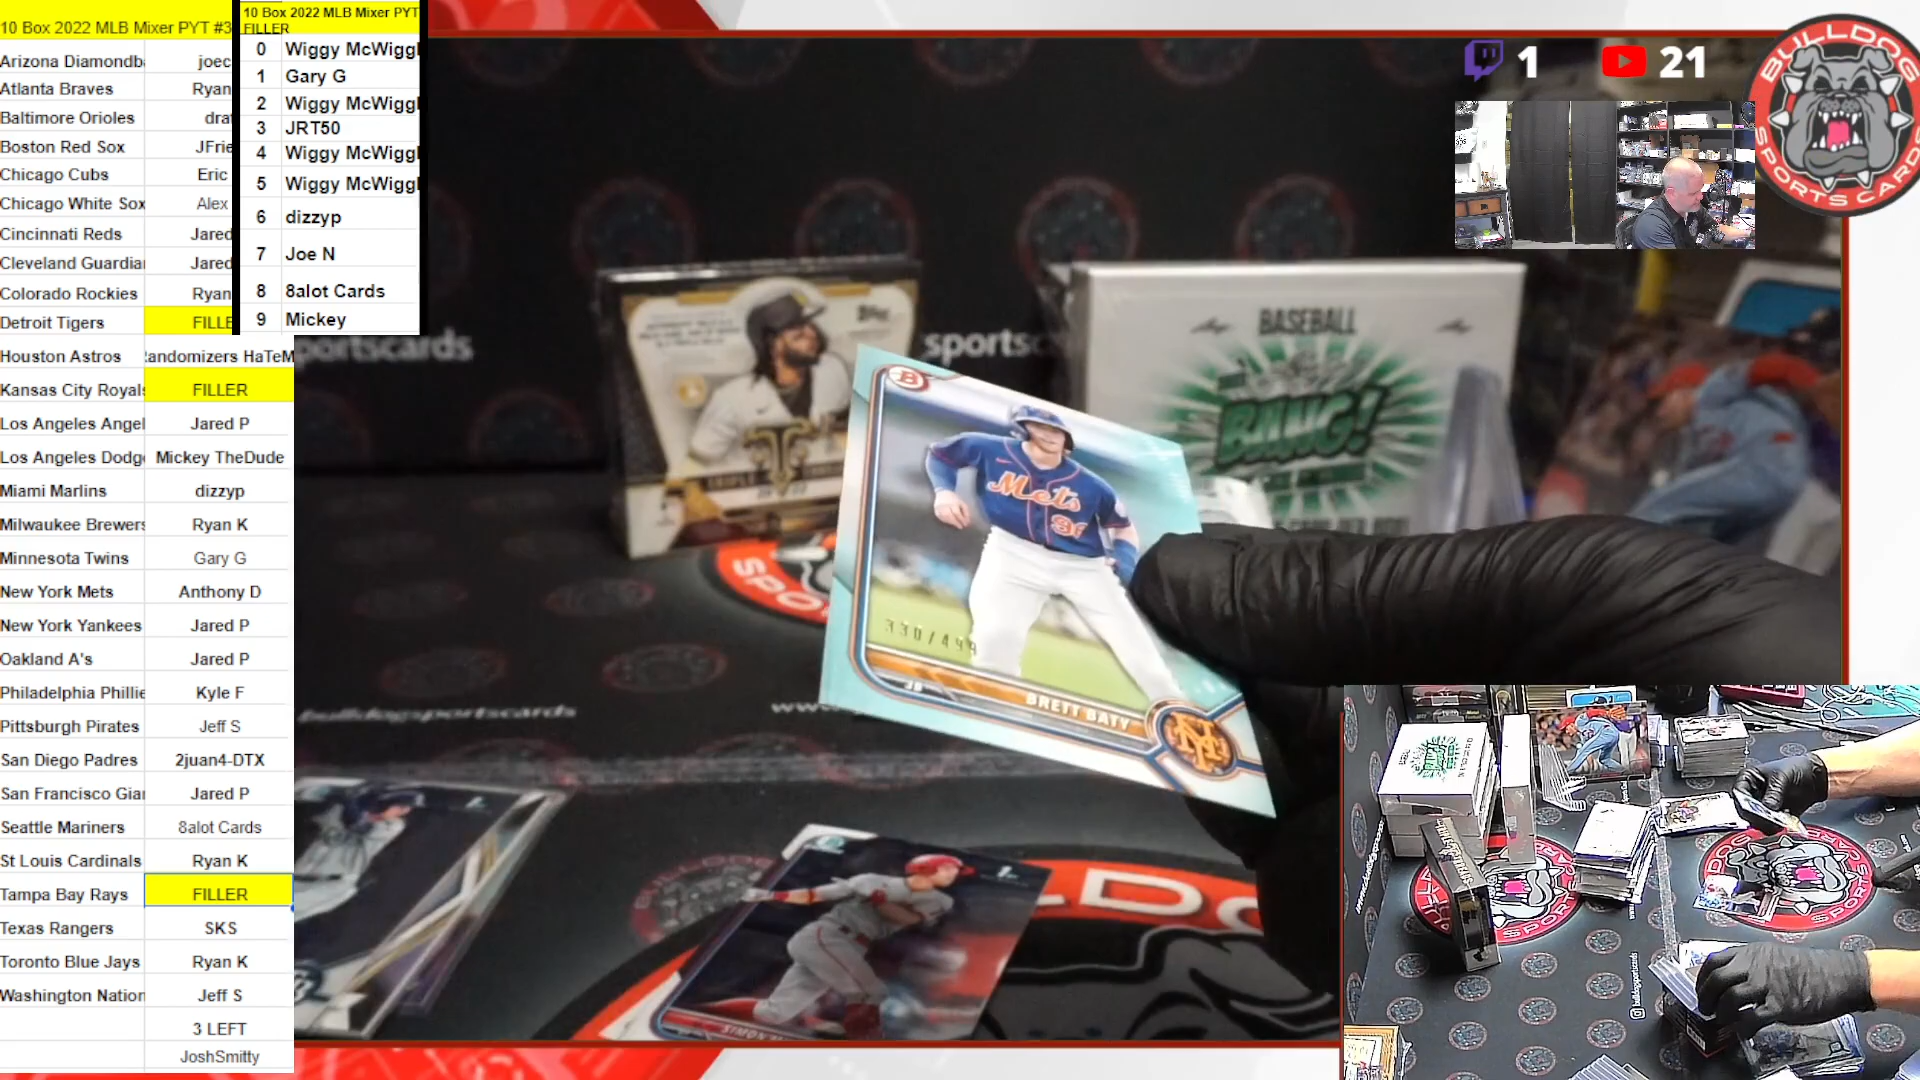 10 Box 2022 MLB Mixer PYT #3
Arizona Diamondb joec
Atlanta Braves Ryan
Baltimore Orioles dra
Boston Red Sox JFrie
Chicago Cubs Eric
Chicago White Sox Alex
Cincinnati Reds Jared
Cleveland Guardia Jared
Colorado Rockies Ryan
Detroit Tigers FILLE
Houston Astros andomizers HaTeM
Kansas City Royals FILLER
Los Angeles Angel Jared P
Los Angeles Dodg Mickey TheDude
Miami Marlins dizzyp
Milwaukee Brewers Ryan K
Minnesota Twins Gary G
New York Mets Anthony D
New York Yankees Jared P
Oakland A's Jared P
Philadelphia Phillie Kyle F
Pittsburgh Pirates Jeff S
San Diego Padres 2juan4-DTX
San Francisco Gia Jared P
Seattle Mariners 8alot Cards
St Louis Cardinals Ryan K
Tampa Bay Rays FILLER
Texas Rangers SKS
Toronto Blue Jays Ryan K
Washington Nation Jeff S
3 LEFT
JoshSmitty
10 Box 2022 MLB Mixer PYT
FILLER
0 Wiggy McWiggl
1 Gary G
2 Wiggy McWiggl
3 JRT50
4 Wiggy McWiggl
5 Wiggy McWiggl
6 dizzyp
7 Joe N
8 8alot Cards
9 Mickey
1
21
BULLDOG
SPORTS CARDS
portscards
sports
BASEBALL
BANG!
B
Mets
330/499
BRETT BATY
bulldogsportscards